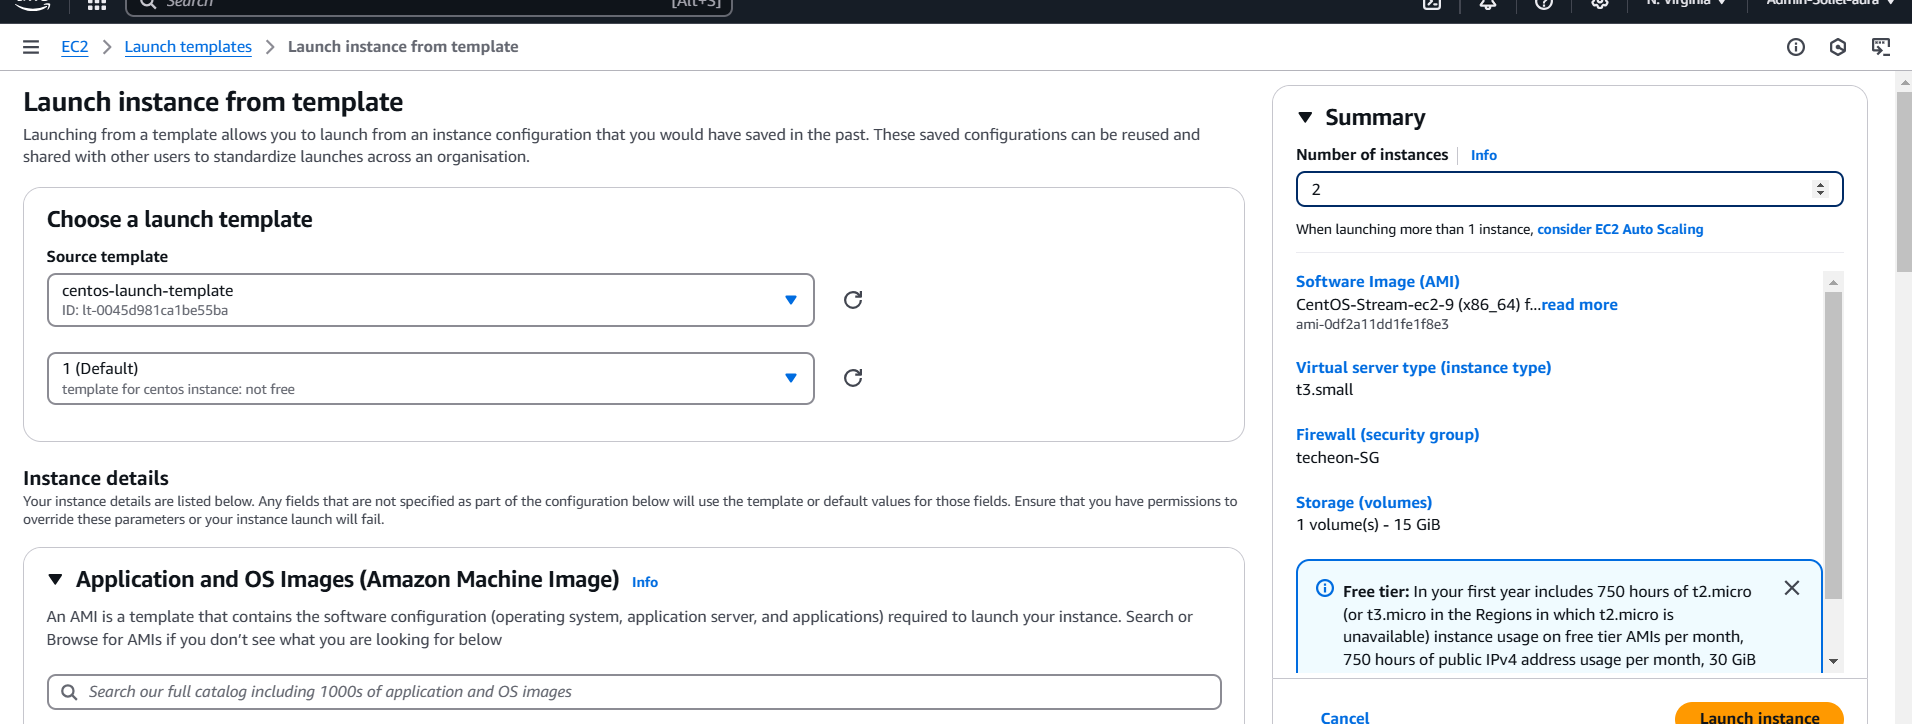 Search
[Alt+S]
N. Virginia
Admin-Soliel-aura
EC2
Launch templates
Launch instance from template
Launch instance from template
Launching from a template allows you to launch from an instance configuration that you would have saved in the past. These saved configurations can be reused and
shared with other users to standardize launches across an organisation.
Choose a launch template
Source template
centos-launch-template
ID: lt-0045d981ca1be55ba
1 (Default)
template for centos instance: not free
Instance details
Your instance details are listed below. Any fields that are not specified as part of the configuration below will use the template or default values for those fields. Ensure that you have permissions to
override these parameters or your instance launch will fail.
Application and OS Images (Amazon Machine Image) Info
An AMI is a template that contains the software configuration (operating system, application server, and applications) required to launch your instance. Search or
Browse for AMIs if you don’t see what you are looking for below
Search our full catalog including 1000s of application and OS images
Summary
Number of instances Info
2
When launching more than 1 instance, consider EC2 Auto Scaling
Software Image (AMI)
CentOS-Stream-ec2-9 (x86_64) f...read more
ami-0df2a11dd1fe1f8e3
Virtual server type (instance type)
t3.small
Firewall (security group)
techeon-SG
Storage (volumes)
1 volume(s) - 15 GiB
Free tier: In your first year includes 750 hours of t2.micro
(or t3.micro in the Regions in which t2.micro is
unavailable) instance usage on free tier AMIs per month,
750 hours of public IPv4 address usage per month, 30 GiB
Cancel
Launch instance